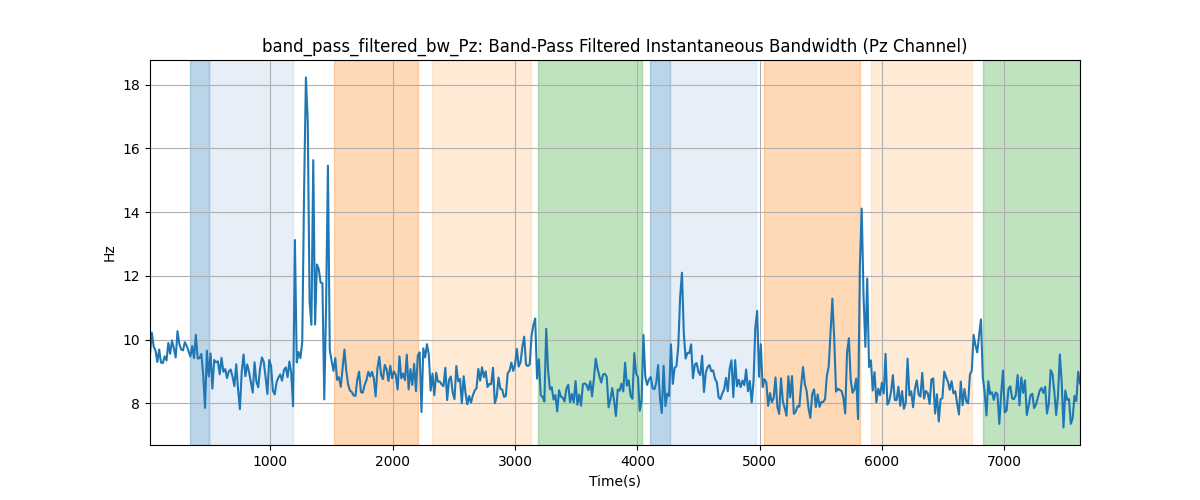 band_pass_filtered_bw_Pz: Band-Pass Filtered Instantaneous Bandwidth (Pz Channel)
18
16
14
12
10
8
Hz
1000 2000 3000 4000 5000 6000 7000
Time(s)